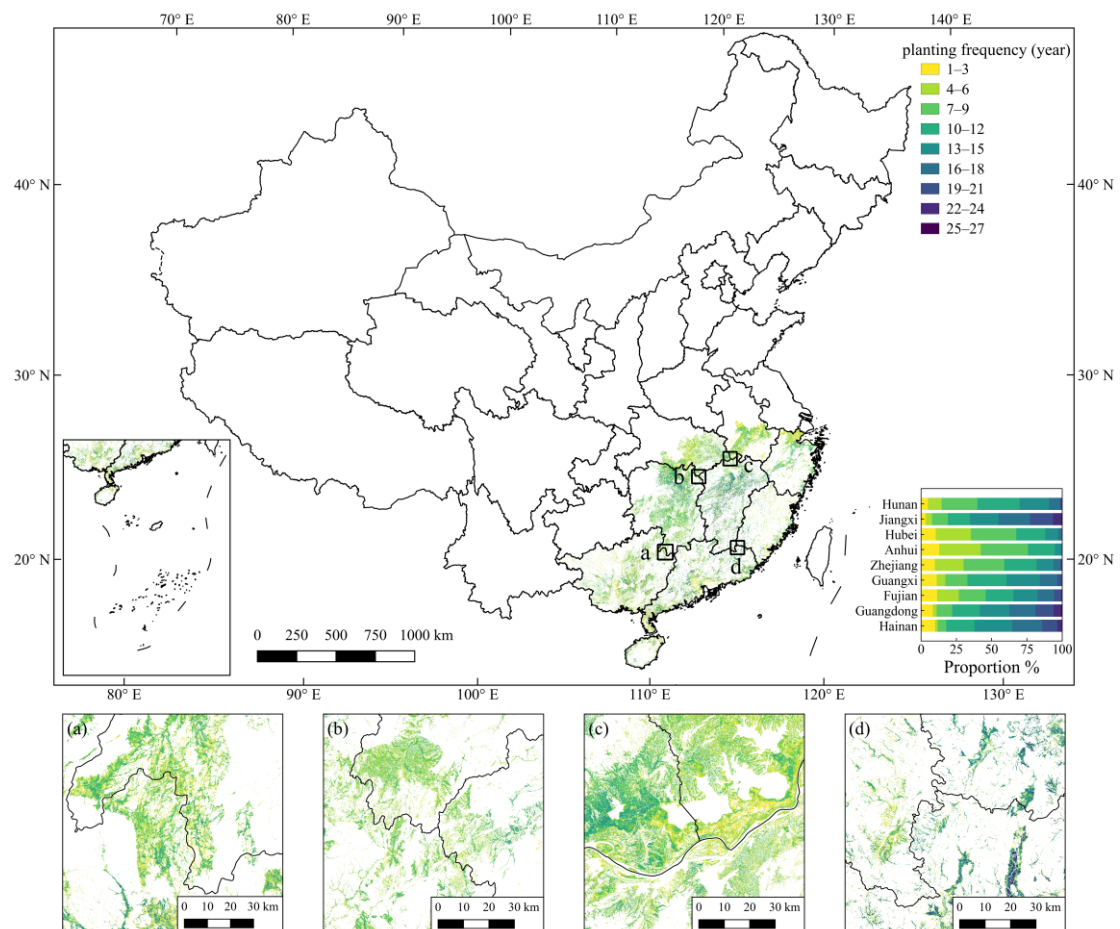 70° E 80° E 90° E 100° E 110° E 120° E 130° E 140° E
planting frequency (year)
1–3
4–6
7–9
10–12
13–15
16–18
19–21
22–24
25–27
40° N 40° N
30° N 30° N
20° N 20° N
a
b
c
d
0 250 500 750 1000 km
Hunan
Jiangxi
Hubei
Anhui
Zhejiang
Guangxi
Fujian
Guangdong
Hainan
0 25 50 75 100
Proportion %
80° E 90° E 100° E 110° E 120° E 130° E
(a) (b) (c) (d)
0 10 20 30 km 0 10 20 30 km 0 10 20 30 km 0 10 20 30 km